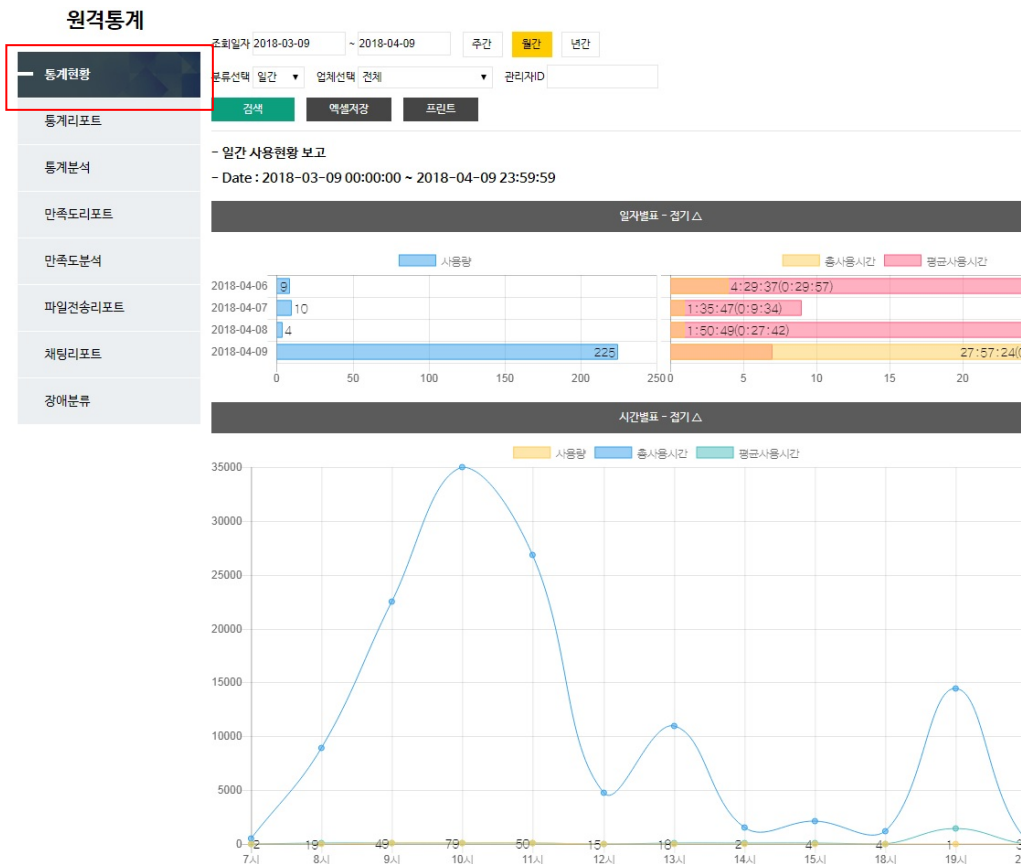 원격통계
조회일자 2018-03-09 ~ 2018-04-09 주간 월간 년간
통계현황
분류선택 일간 ▼ 업체선택 전체 ▼ 관리자ID
검색 엑셀저장 프린트
통계리포트
통계분석
만족도리포트
만족도분석
파일전송리포트
채팅리포트
장애분류
- 일간 사용현황 보고
- Date : 2018-03-09 00:00:00 ~ 2018-04-09 23:59:59
일자별표 - 접기 △
사용량
2018-04-06 9
2018-04-07 10
2018-04-08 4
2018-04-09 225
0 50 100 150 200 250
총사용시간 평균사용시간
4:29:37(0:29:57)
1:35:47(0:9:34)
1:50:49(0:27:42)
27:57:24(
0 5 10 15 20
시간별표 - 접기 △
사용량 총사용시간 평균사용시간
35000
30000
25000
20000
15000
10000
5000
0 2 19 49 79 50 15 18 2 4 4 1
7시 8시 9시 10시 11시 12시 13시 14시 15시 18시 19시